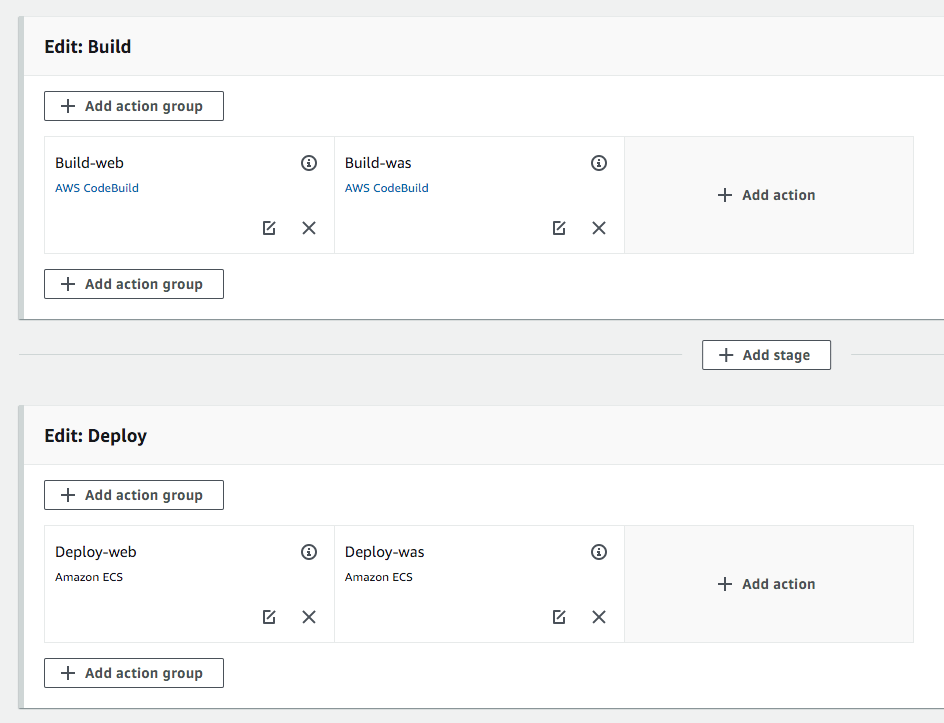 Edit: Build
Add action group
Build-web
AWS CodeBuild
Build-was
AWS CodeBuild
Add action
Add action group
Add stage
Edit: Deploy
Add action group
Deploy-web
Amazon ECS
Deploy-was
Amazon ECS
Add action
Add action group